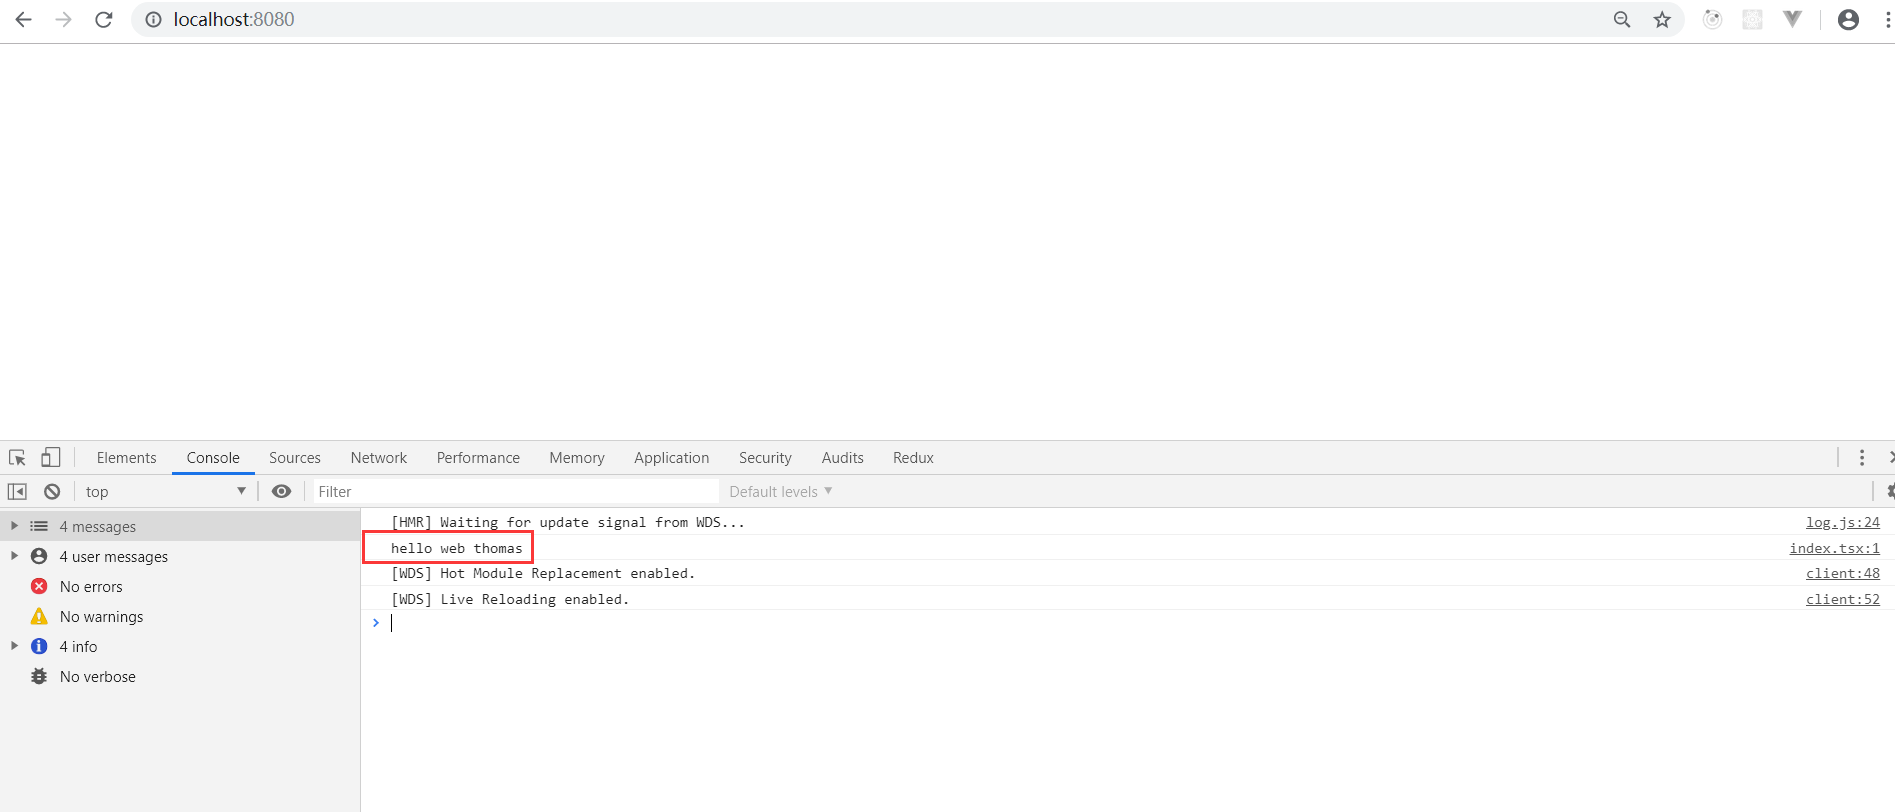 localhost:8080
Elements Console Sources Network Performance Memory Application Security Audits Redux
top Filter Default levels
4 messages
4 user messages
No errors
No warnings
4 info
No verbose
[HMR] Waiting for update signal from WDS... log.js:24
hello web thomas index.tsx:1
[WDS] Hot Module Replacement enabled. client:48
[WDS] Live Reloading enabled. client:52